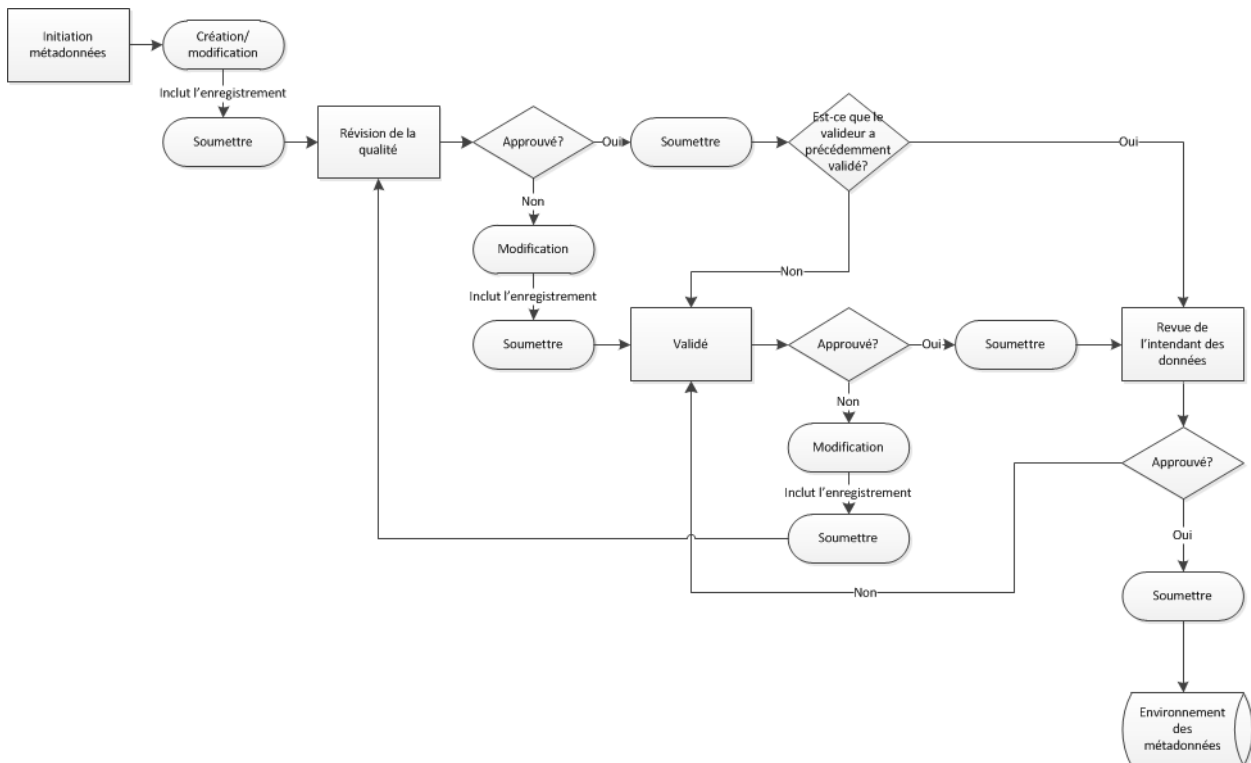 Initiation
métadonnées
Création/
modification
Inclut l'enregistrement
Soumettre
Révision de la
qualité
Approuvé?
Oui
Soumettre
Est-ce que le
valideur a
précédemment
validé?
Oui
Non
Modification
Inclut l'enregistrement
Soumettre
Non
Validé
Approuvé?
Oui
Soumettre
Revue de
l'intendant des
données
Non
Modification
Inclut l'enregistrement
Soumettre
Approuvé?
Non
Oui
Soumettre
Environnement
des
métadonnées